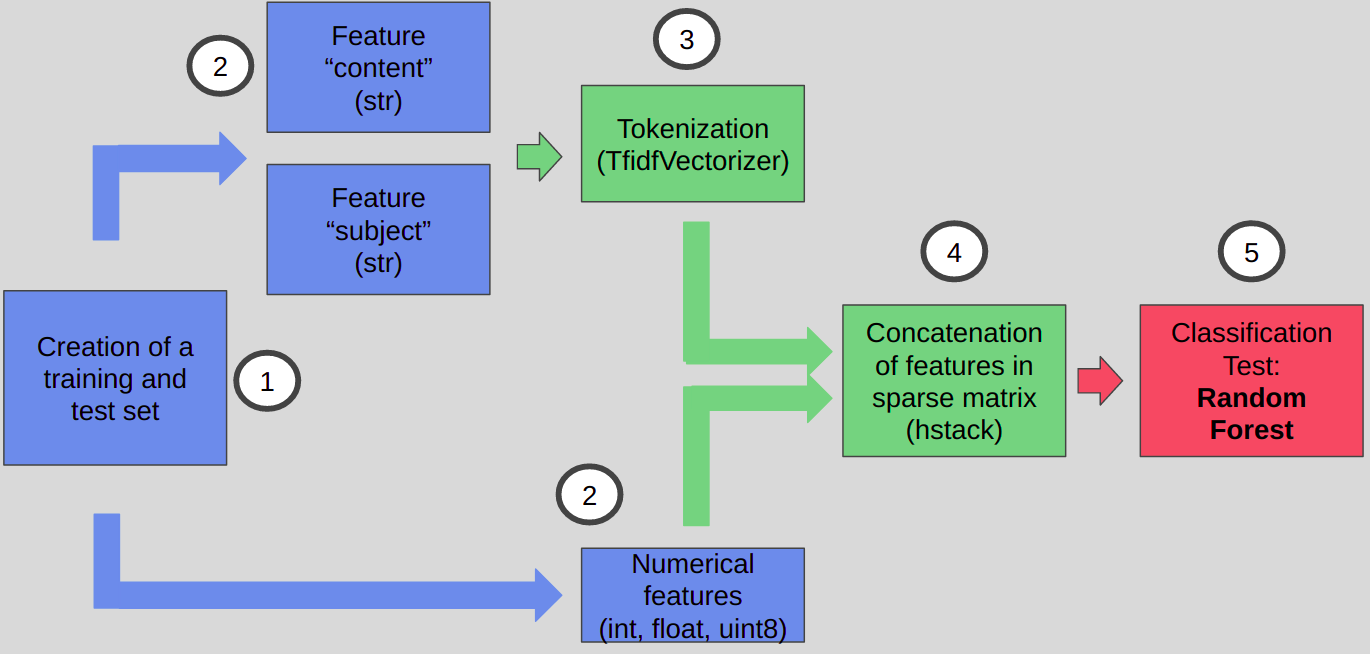 2
Feature
“content”
(str)
Feature
“subject”
(str)
3
Tokenization
(TfidfVectorizer)
Creation of a
training and
test set
1
2
Numerical
features
(int, float, uint8)
4
Concatenation
of features in
sparse matrix
(hstack)
5
Classification
Test:
Random
Forest